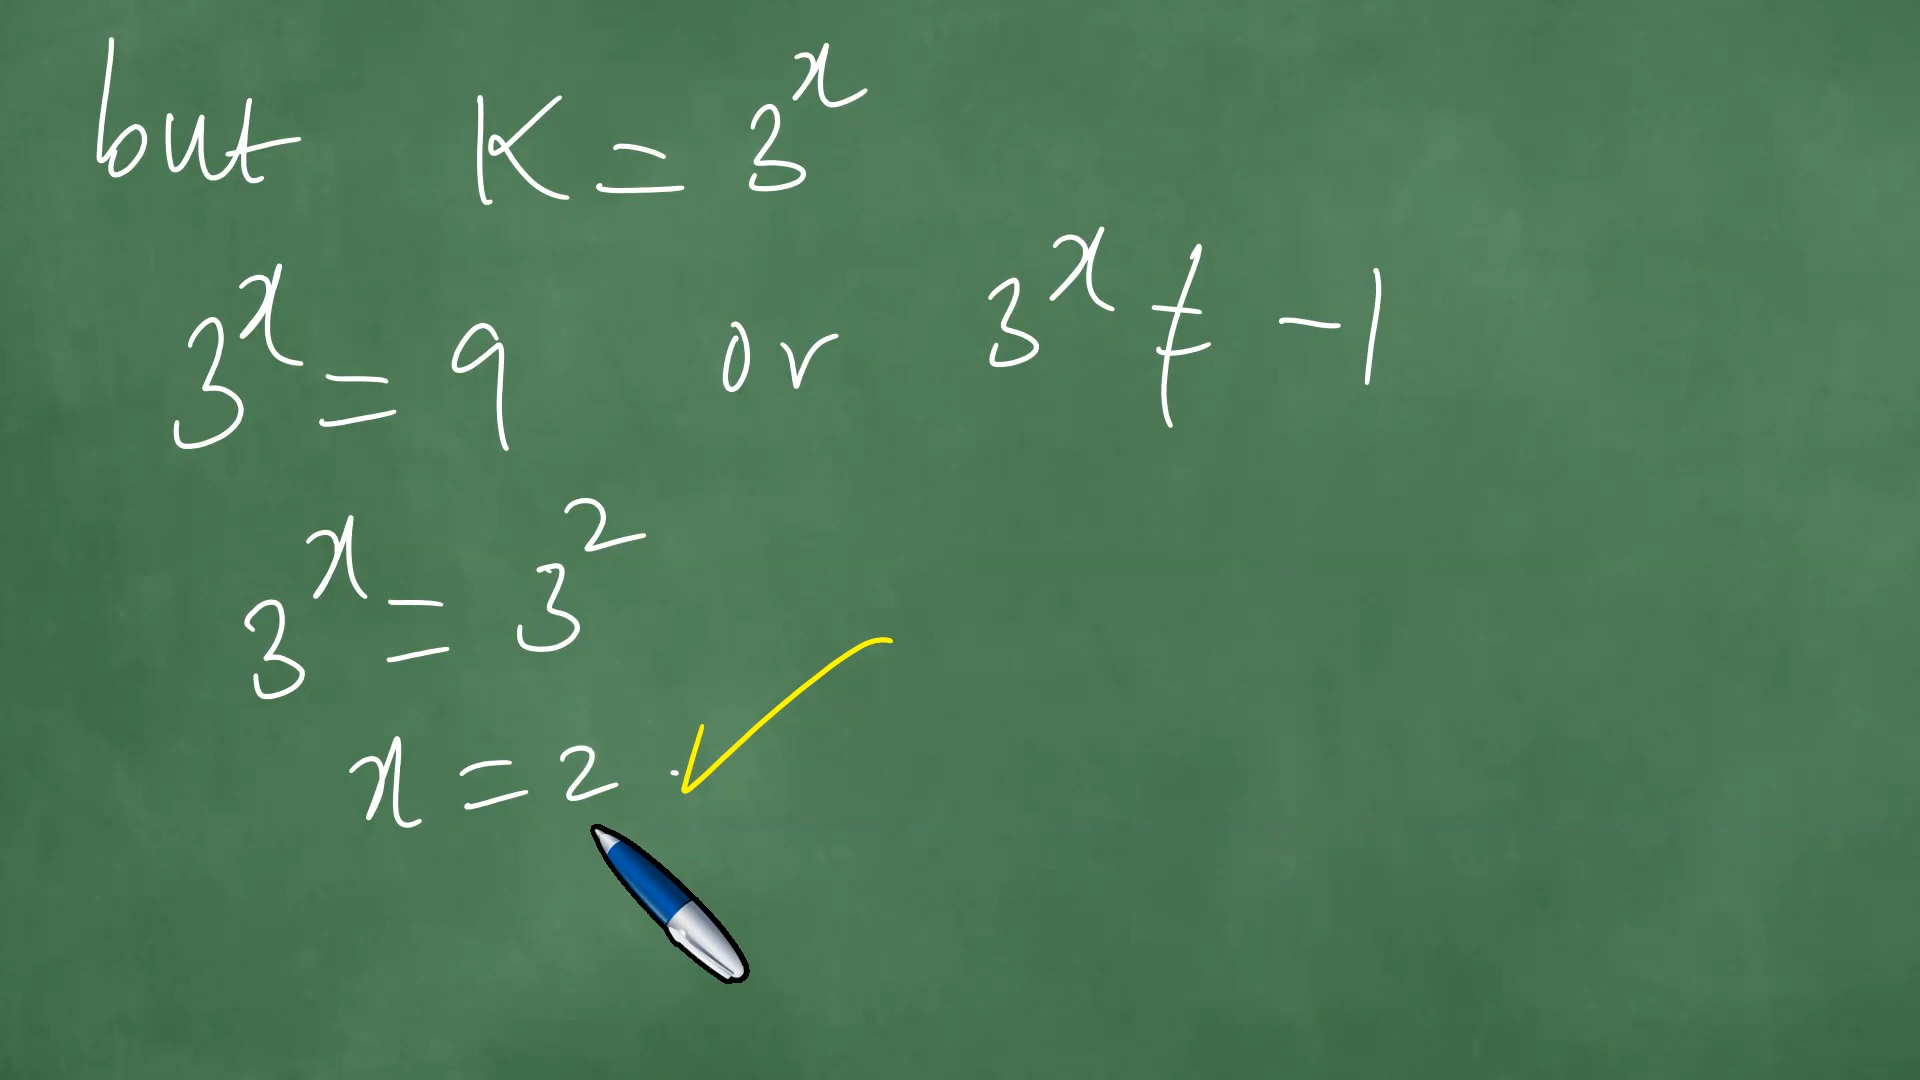 but K = 3^x
3^x = 9 or 3^x ≠ -1
3^x = 3^2
x = 2